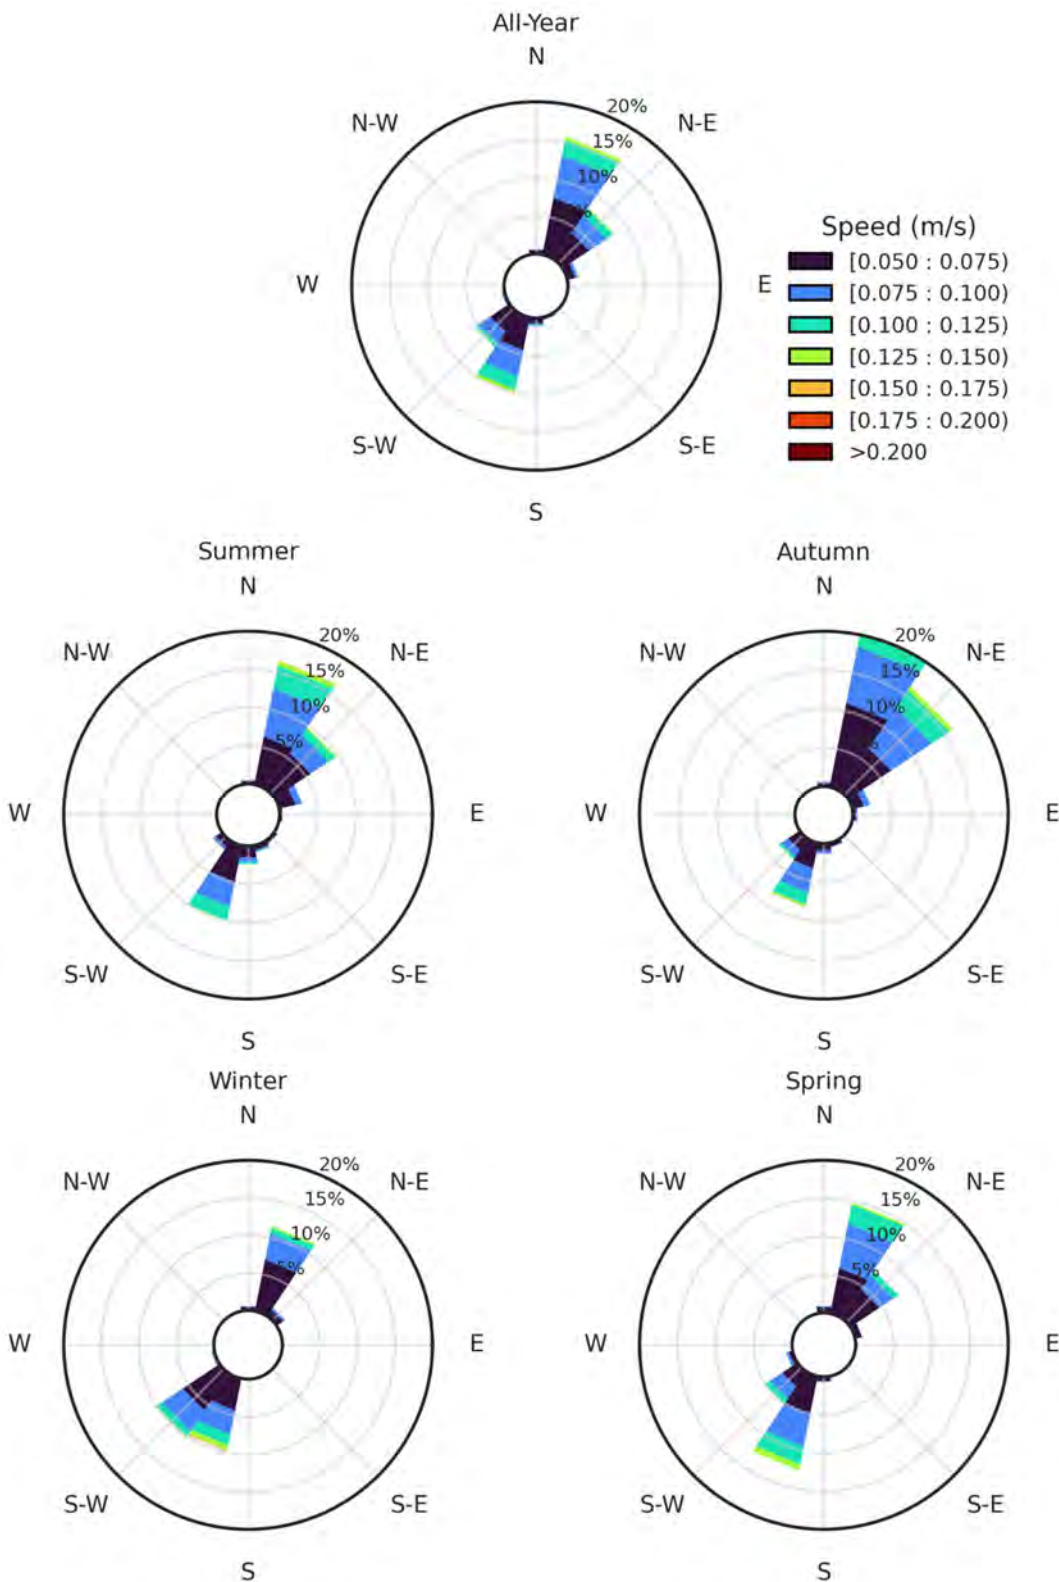 All-Year
N
20%
N-W
N-E
15%
10%
%
W
E
S-W
S-E
S
Speed (m/s)
[0.050 : 0.075)
[0.075 : 0.100)
[0.100 : 0.125)
[0.125 : 0.150)
[0.150 : 0.175)
[0.175 : 0.200)
>0.200
Summer
N
20%
N-W
N-E
15%
10%
5%
W
E
S-W
S-E
S
Autumn
N
20%
N-W
N-E
15%
10%
%
W
E
S-W
S-E
S
Winter
N
20%
N-W
N-E
15%
10%
5%
W
E
S-W
S-E
S
Spring
N
20%
N-W
N-E
15%
10%
5%
W
E
S-W
S-E
S